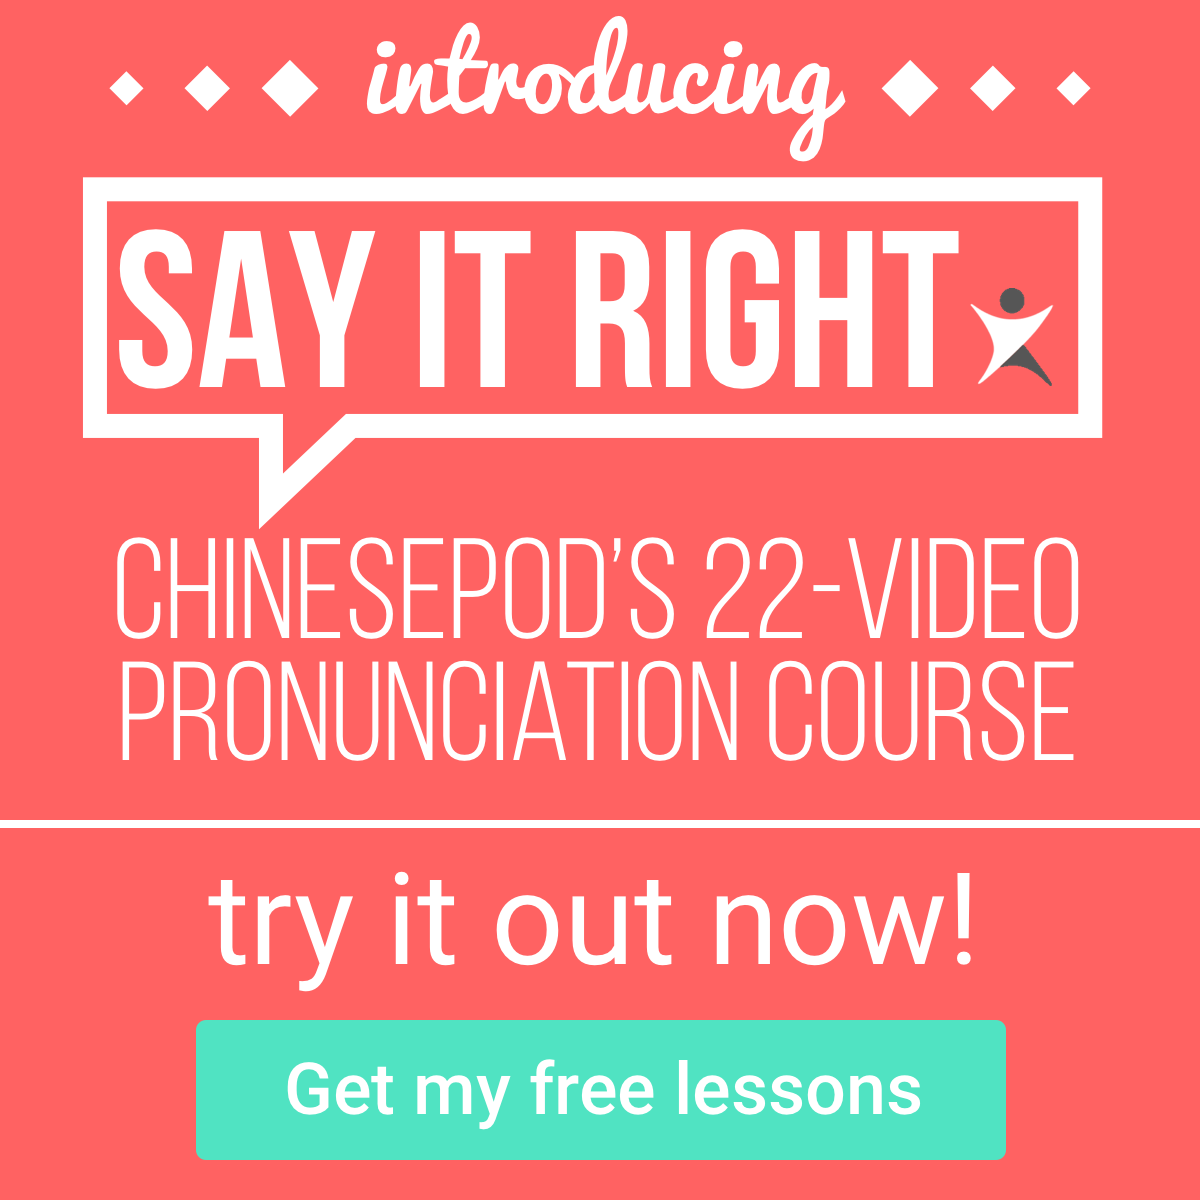 introducing
SAY IT RIGHT
CHINESEPOD'S 22-VIDEO
PRONUNCIATION COURSE
try it out now!
Get my free lessons